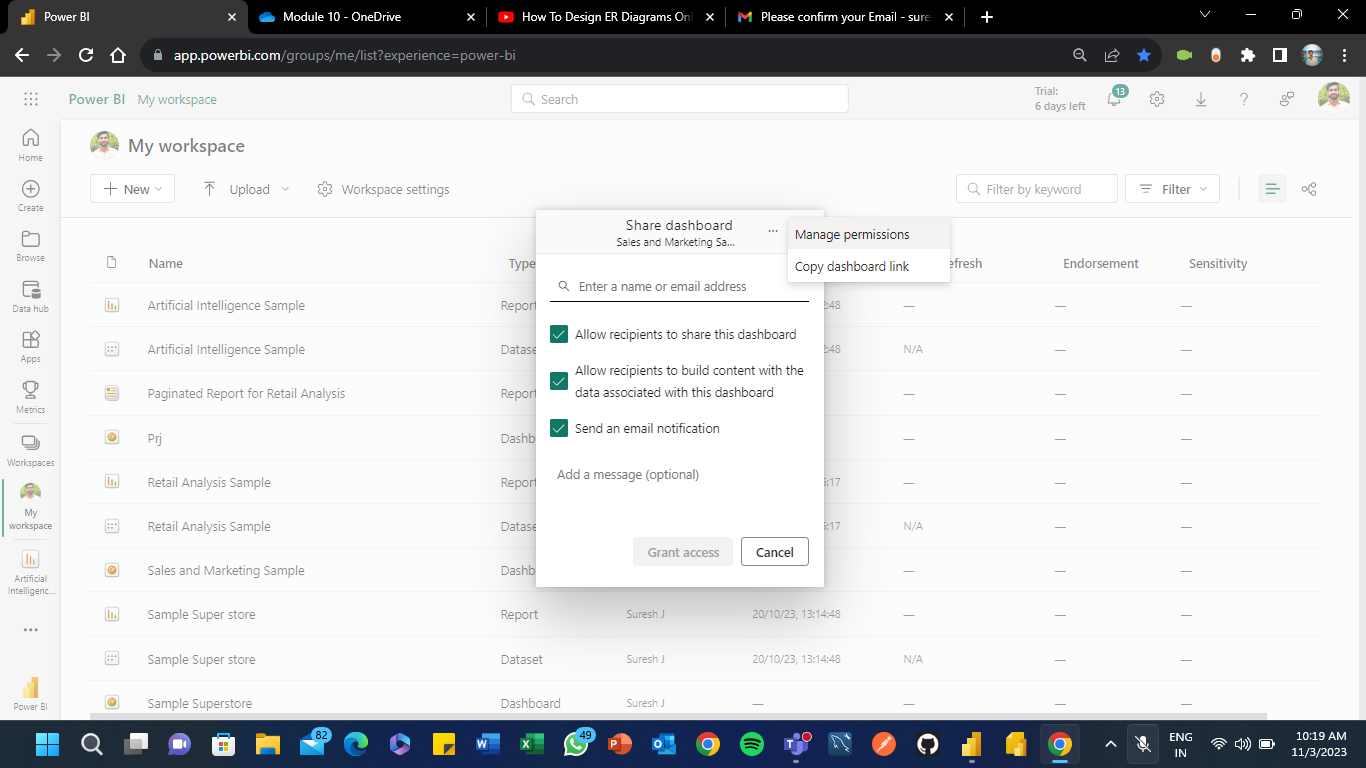 Power BI
Module 10 - OneDrive
How To Design ER Diagrams Onl
Please confirm your Email - sure
app.powerbi.com/groups/me/list?experience=power-bi
Power BI My workspace
Search
Trial:
6 days left
13
My workspace
New
Upload
Workspace settings
Filter by keyword
Filter
Home
Create
Browse
Data hub
Apps
Metrics
Workspaces
My
workspace
Artificial
Intelligenc...
Power BI
Name Type efresh Endorsement Sensitivity
Artificial Intelligence Sample Report 2:48 — — —
Artificial Intelligence Sample Datase 2:48 N/A — —
Paginated Report for Retail Analysis Report — — —
Prj Dashb — — —
Retail Analysis Sample Report 5:17 — — —
Retail Analysis Sample Datase 5:17 N/A — —
Sales and Marketing Sample Dashb — — —
Sample Super store Report Suresh J 20/10/23, 13:14:48 — — —
Sample Super store Dataset Suresh J 20/10/23, 13:14:48 N/A — —
Sample Superstore Dashboard Suresh J — — — —
Share dashboard
Sales and Marketing Sa...
Manage permissions
Copy dashboard link
Enter a name or email address
Allow recipients to share this dashboard
Allow recipients to build content with the
data associated with this dashboard
Send an email notification
Add a message (optional)
Grant access
Cancel
82
49
ENG
IN
10:19 AM
11/3/2023